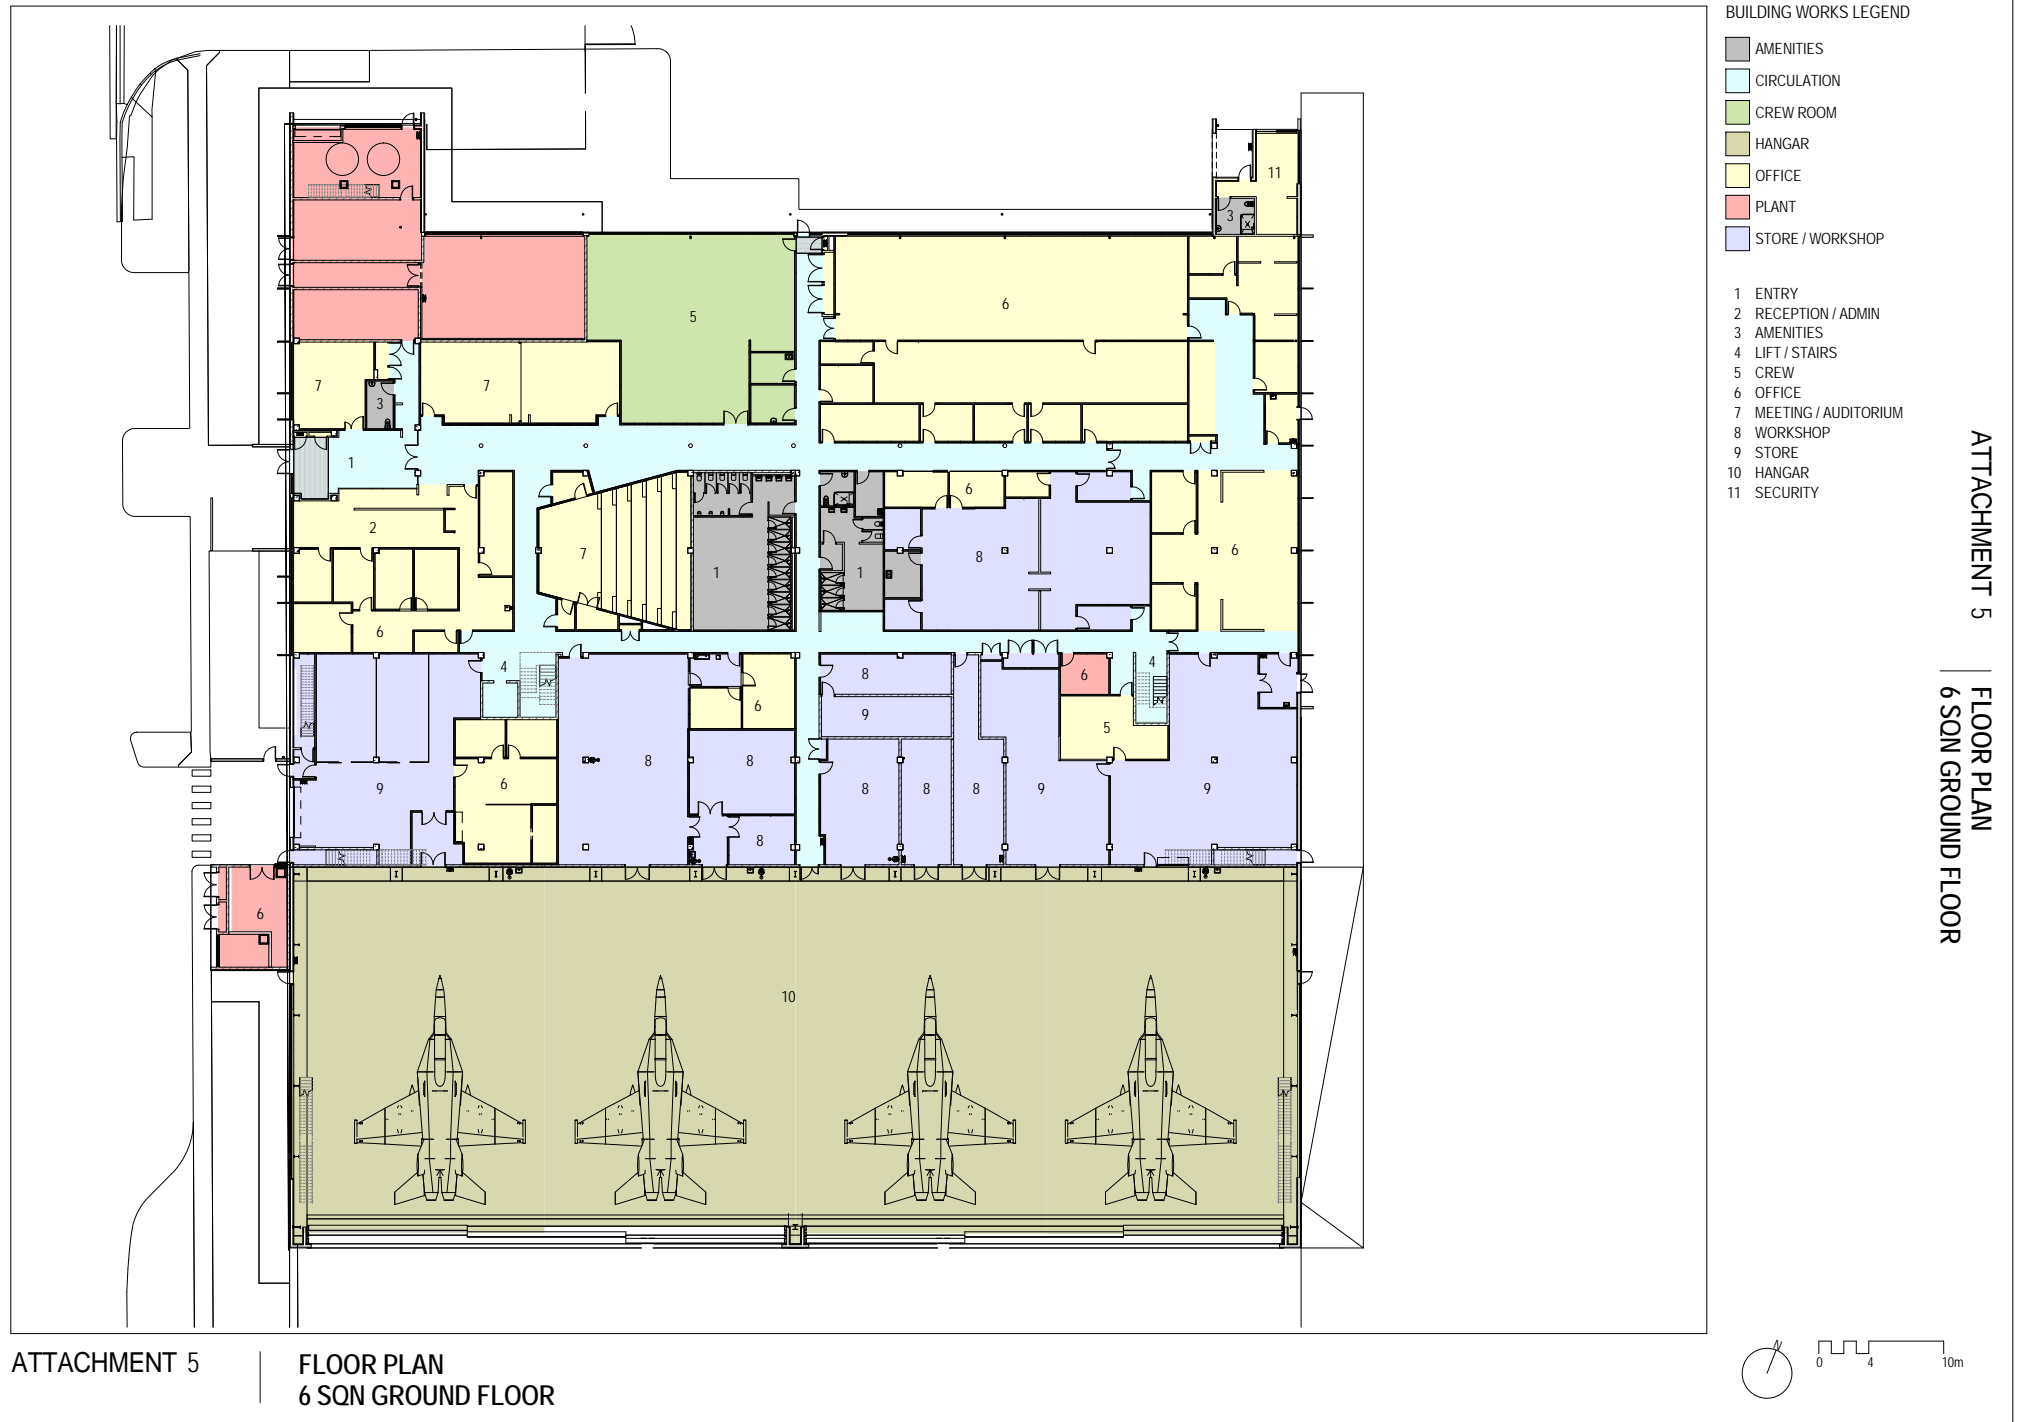 BUILDING WORKS LEGEND
AMENITIES
CIRCULATION
CREW ROOM
HANGAR
OFFICE
PLANT
STORE / WORKSHOP
1 ENTRY
2 RECEPTION / ADMIN
3 AMENITIES
4 LIFT / STAIRS
5 CREW
6 OFFICE
7 MEETING / AUDITORIUM
8 WORKSHOP
9 STORE
10 HANGAR
11 SECURITY
11
3
6
5
7
7
3
1
6
2
7
8
6
1
1
6
4
8
4
6
6
9
5
8
8
6
9
8
8
8
9
9
8
6
10
ATTACHMENT 5
FLOOR PLAN
6 SQN GROUND FLOOR
ATTACHMENT 5
FLOOR PLAN
6 SQN GROUND FLOOR
N
0 4 10m